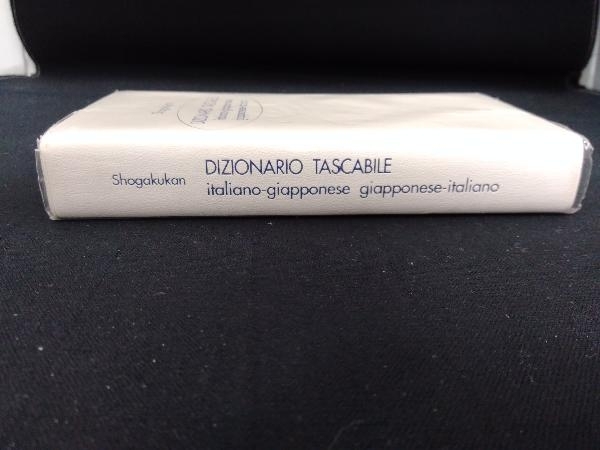 Shogakukan
DIZIONARIO TASCABILE
italiano-giapponese giapponese-italiano